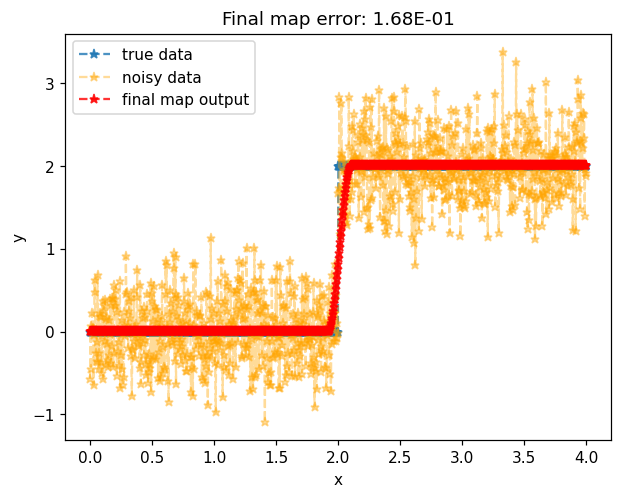 Final map error: 1.68E-01
true data
noisy data
final map output
3
2
1
0
−1
y
0.0 0.5 1.0 1.5 2.0 2.5 3.0 3.5 4.0
x